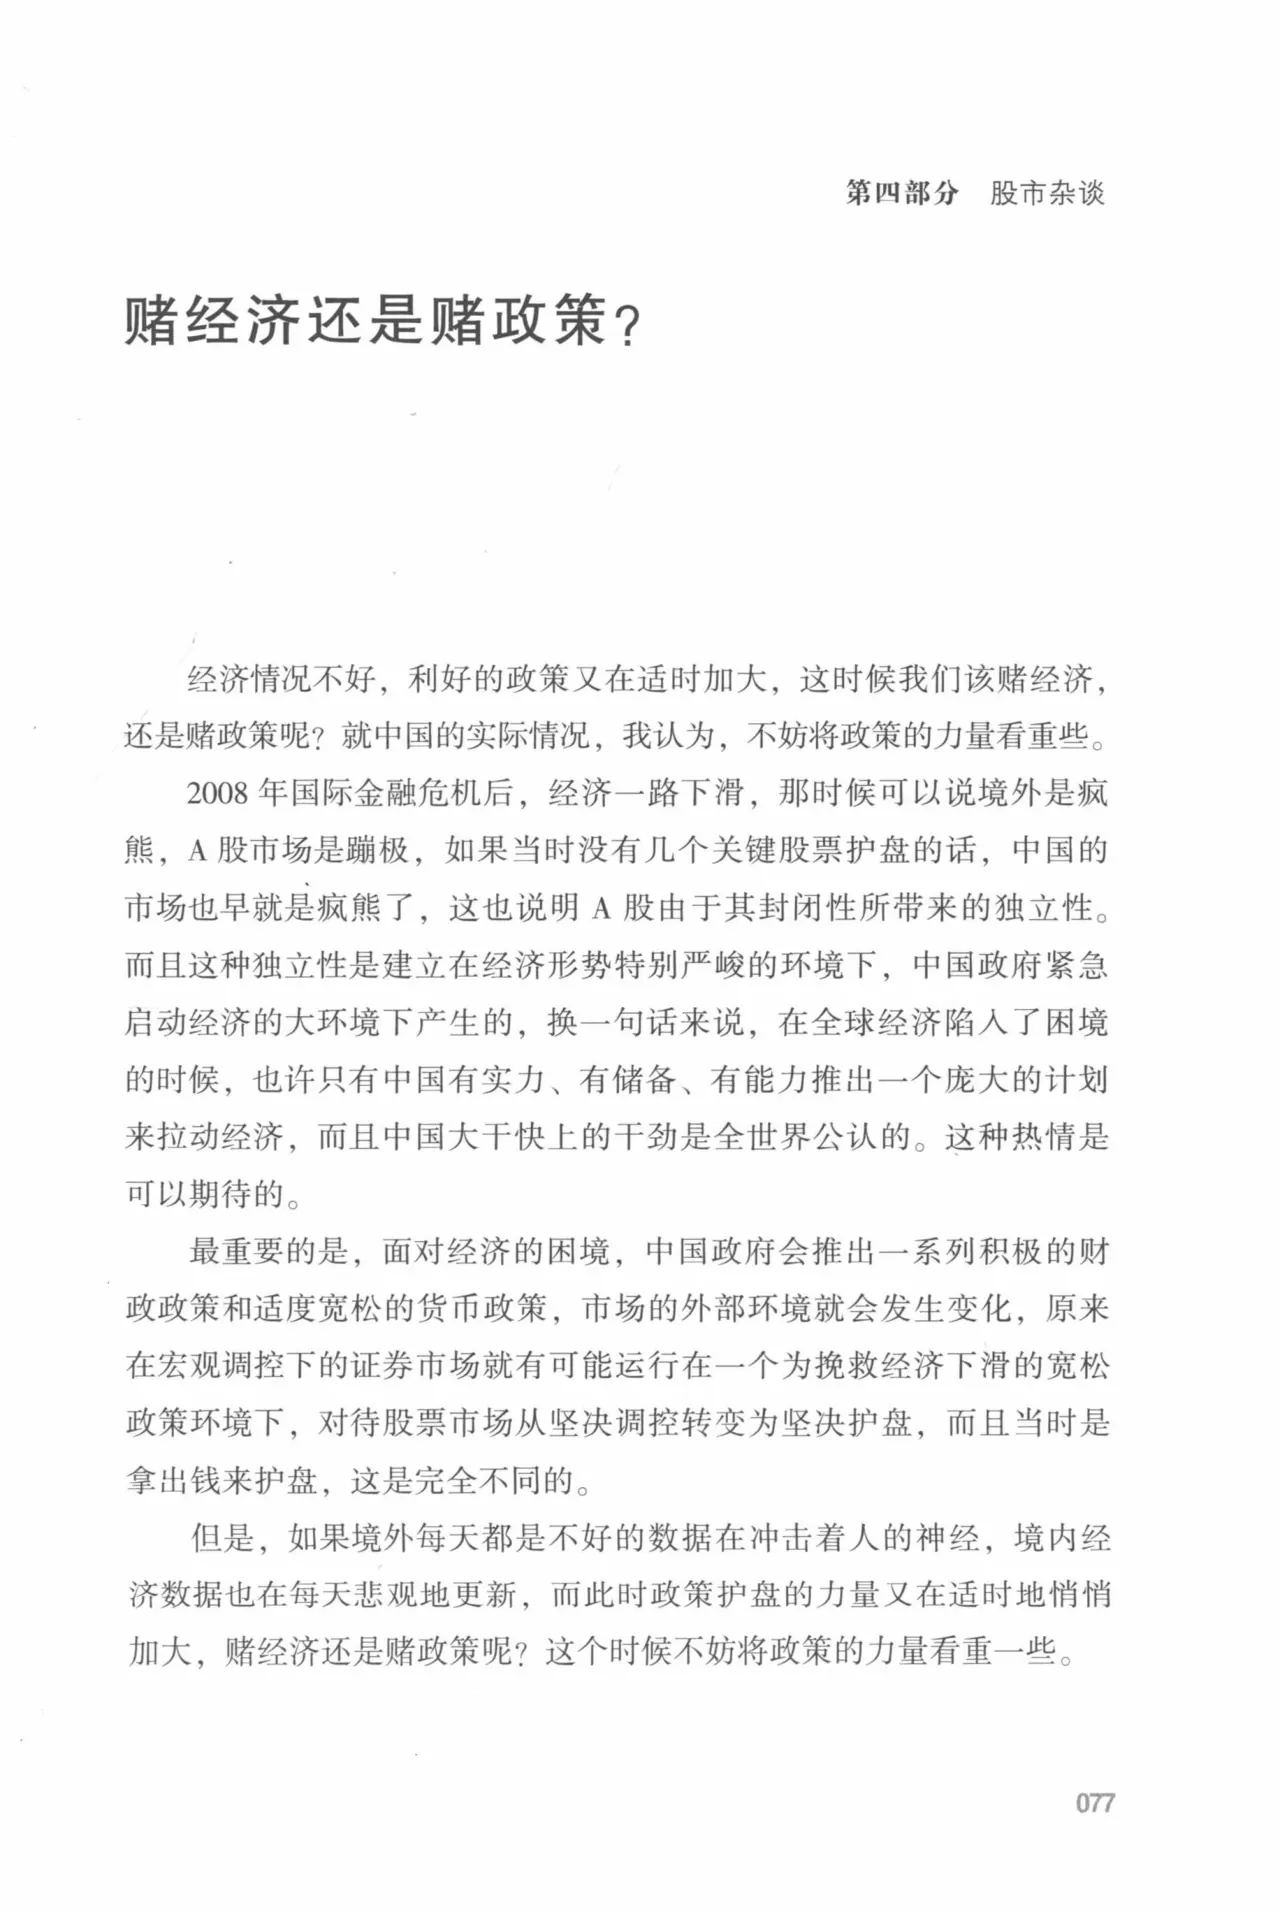 第四部分 股市杂谈
赌经济还是赌政策？
经济情况不好，利好的政策又在适时加大，这时候我们该赌经济，
还是赌政策呢？就中国的实际情况，我认为，不妨将政策的力量看重些。
2008 年国际金融危机后，经济一路下滑，那时候可以说境外是疯
熊，A 股市场是蹦极，如果当时没有几个关键股票护盘的话，中国的
市场也早就是疯熊了，这也说明 A 股由于其封闭性所带来的独立性。
而且这种独立性是建立在经济形势特别严峻的环境下，中国政府紧急
启动经济的大环境下产生的，换一句话来说，在全球经济陷入了困境
的时候，也许只有中国有实力、有储备、有能力推出一个庞大的计划
来拉动经济，而且中国大干快上的干劲是全世界公认的。这种热情是
可以期待的。
最重要的是，面对经济的困境，中国政府会推出一系列积极的财
政政策和适度宽松的货币政策，市场的外部环境就会发生变化，原来
在宏观调控下的证券市场就有可能运行在一个为挽救经济下滑的宽松
政策环境下，对待股票市场从坚决调控转变为坚决护盘，而且当时是
拿出钱来护盘，这是完全不同的。
但是，如果境外每天都是不好的数据在冲击着人的神经，境内经
济数据也在每天悲观地更新，而此时政策护盘的力量又在适时地悄悄
加大，赌经济还是赌政策呢？这个时候不妨将政策的力量看重一些。
077